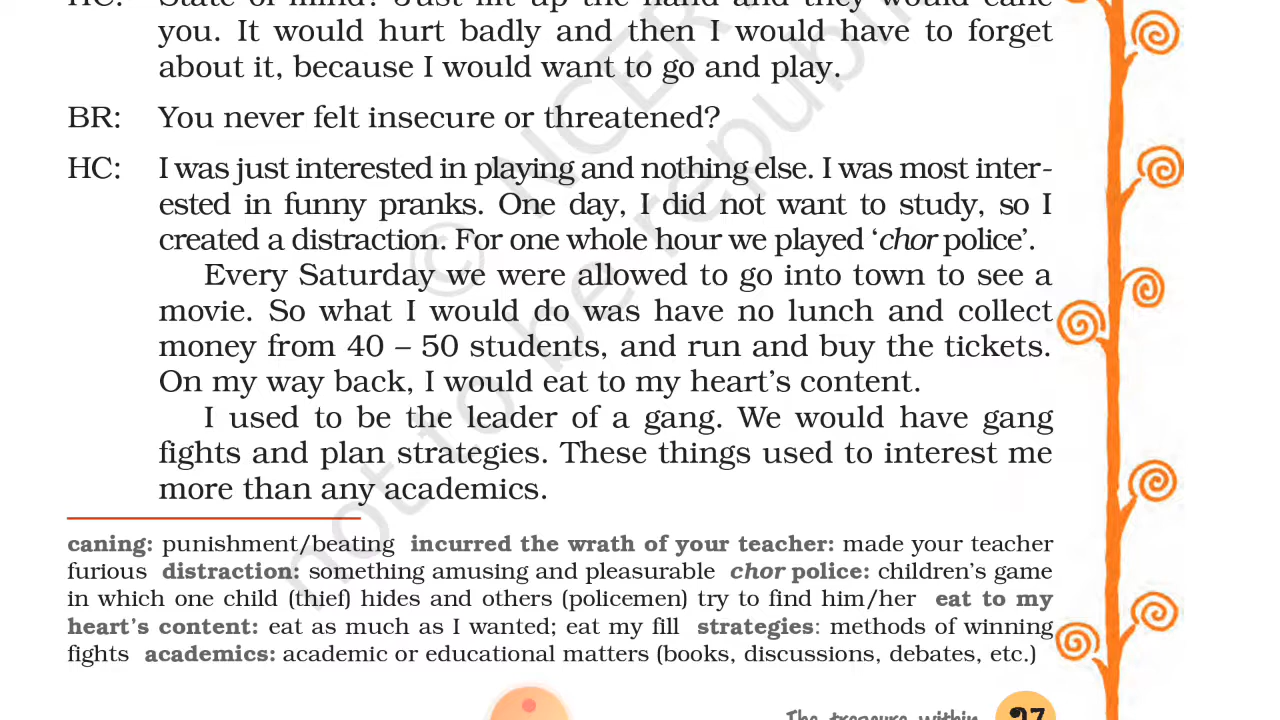 HC: State of mind? Just lift up the hand and they would cane
you. It would hurt badly and then I would have to forget
about it, because I would want to go and play.
BR: You never felt insecure or threatened?
HC: I was just interested in playing and nothing else. I was most inter-
ested in funny pranks. One day, I did not want to study, so I
created a distraction. For one whole hour we played ‘chor police’.
Every Saturday we were allowed to go into town to see a
movie. So what I would do was have no lunch and collect
money from 40 – 50 students, and run and buy the tickets.
On my way back, I would eat to my heart’s content.
I used to be the leader of a gang. We would have gang
fights and plan strategies. These things used to interest me
more than any academics.
caning: punishment/beating incurred the wrath of your teacher: made your teacher
furious distraction: something amusing and pleasurable chor police: children’s game
in which one child (thief) hides and others (policemen) try to find him/her eat to my
heart’s content: eat as much as I wanted; eat my fill strategies: methods of winning
fights academics: academic or educational matters (books, discussions, debates, etc.)
The treasure within 27
© NCER
not to be republi